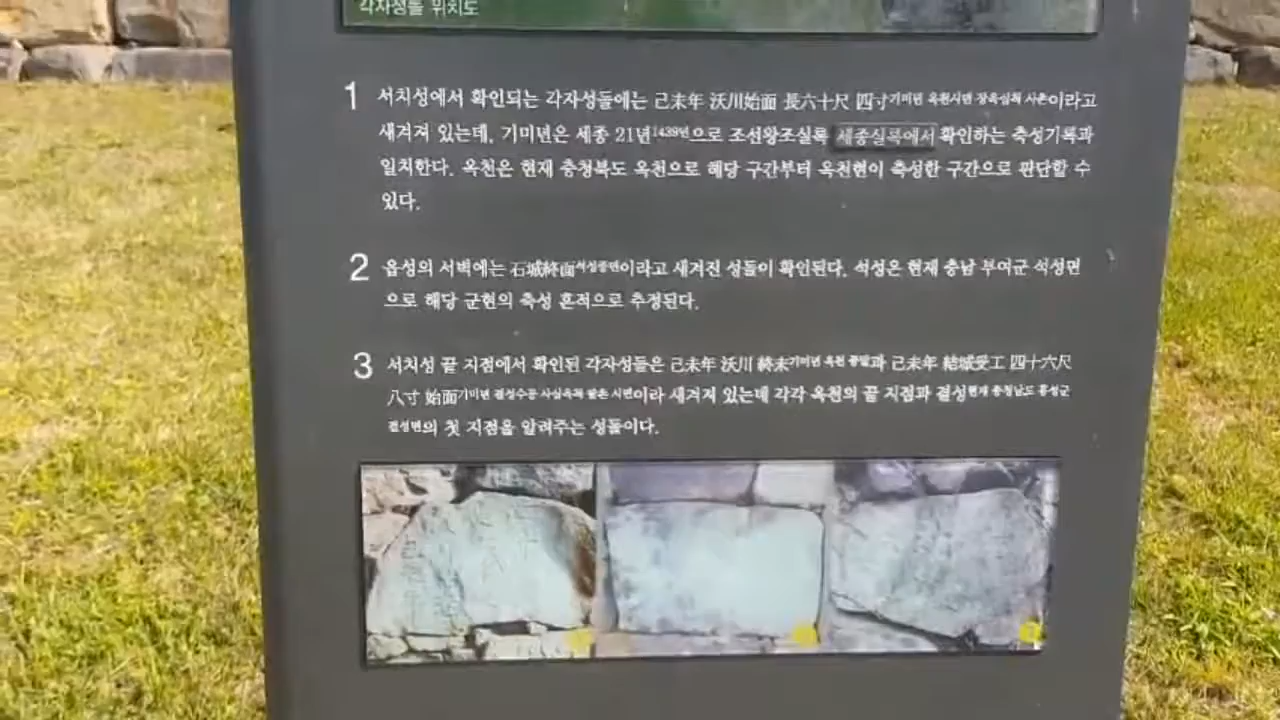 각자성돌 위치도
1 서치성에서 확인되는 각자성돌에는 己未年 沃川始面 長六十尺 四寸기미년 옥천시면 장육십척 사촌이라고
새겨져 있는데, 기미년은 세종 21년1439년으로 조선왕조실록 세종실록에서 확인하는 축성기록과
일치한다. 옥천은 현재 충청북도 옥천으로 해당 구간부터 옥천현이 축성한 구간으로 판단할 수
있다.
2 읍성의 서벽에는 石城終面석성종면이라고 새겨진 성돌이 확인된다. 석성은 현재 충남 부여군 석성면
으로 해당 군현의 축성 흔적으로 추정된다.
3 서치성 끝 지점에서 확인된 각자성돌은 己未年 沃川 終末기미년 옥천 종말과 己未年 結城受工 四十六尺
八寸 始面기미년 결성수공 사십육척 팔촌 시면이라 새겨져 있는데 각각 옥천의 끝 지점과 결성현재 충청남도 홍성군
결성면의 첫 지점을 알려주는 성돌이다.